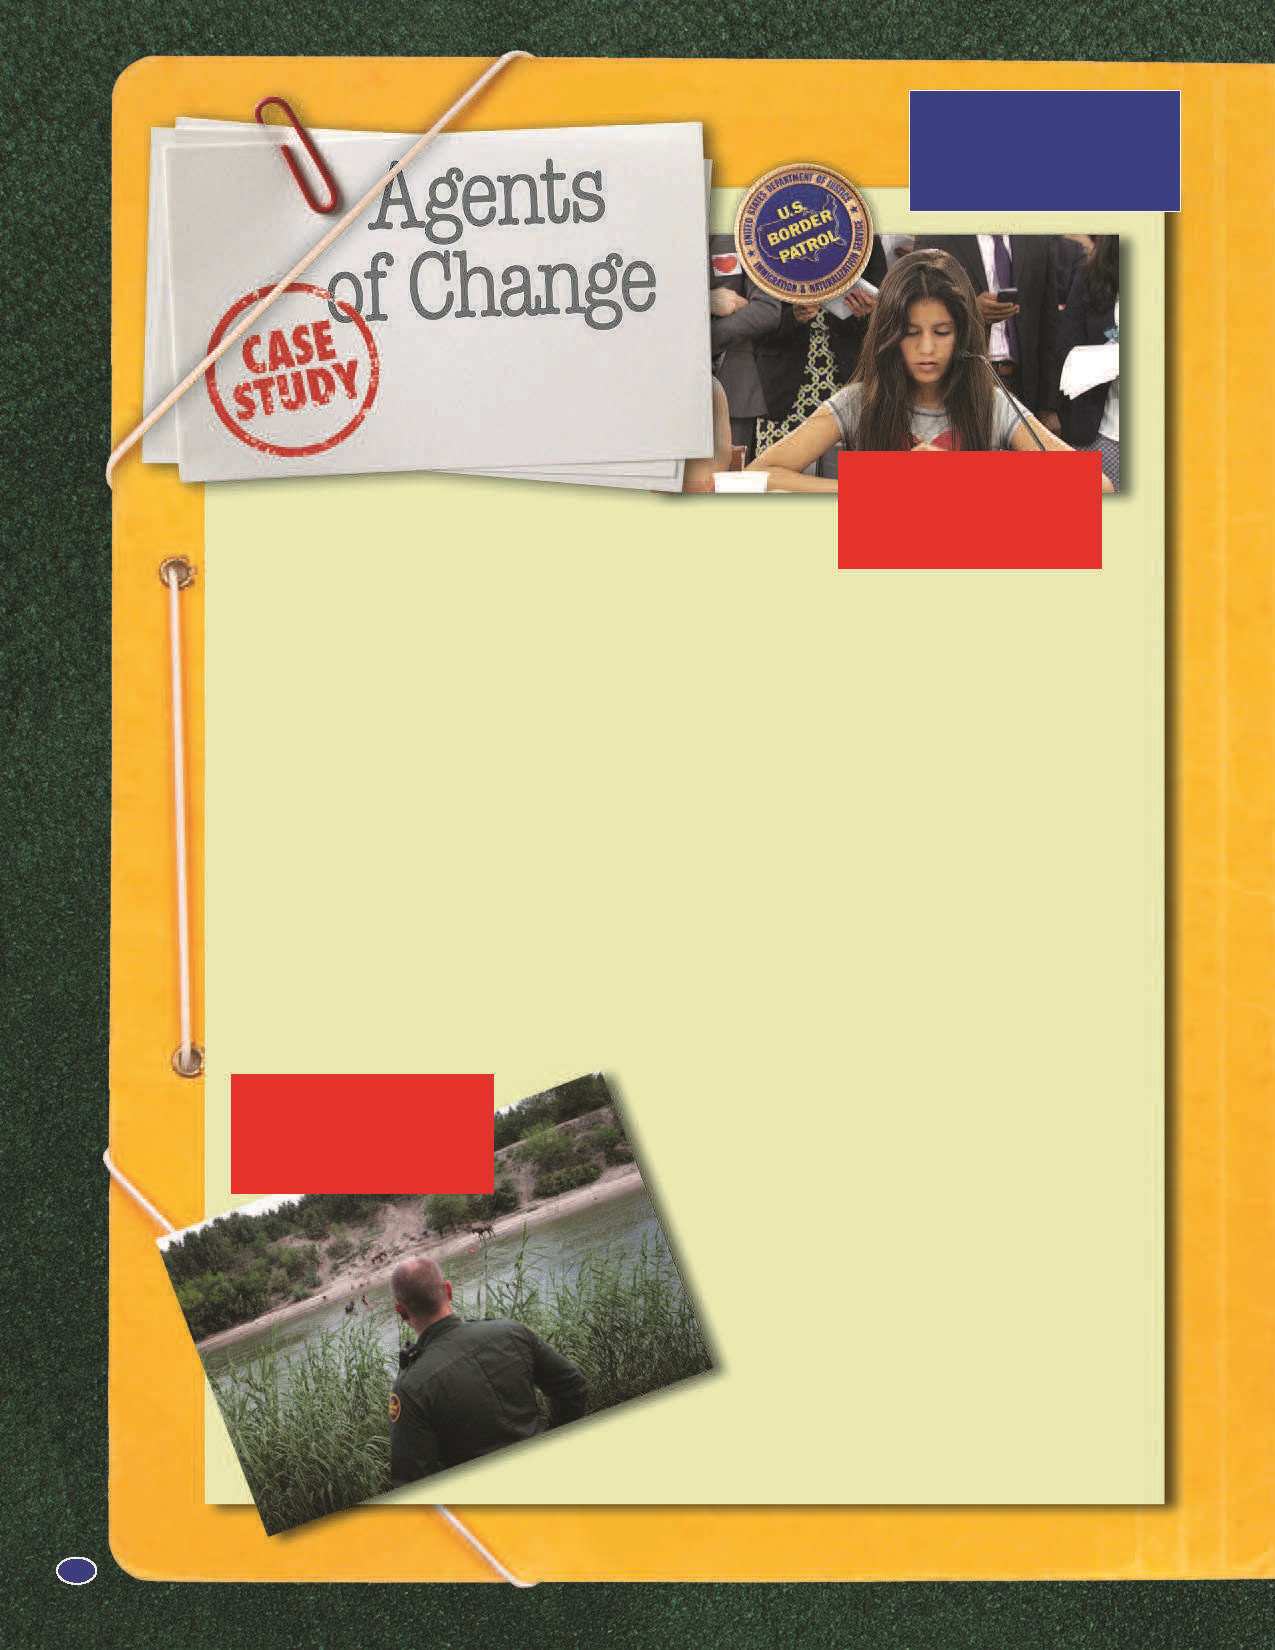 Agents
of Change
CASE
STUDY
UNITED STATES DEPARTMENT OF JUSTICE
U.S.
BORDER
PATROL
IMMIGRATION & NATURALIZATION SERVICE